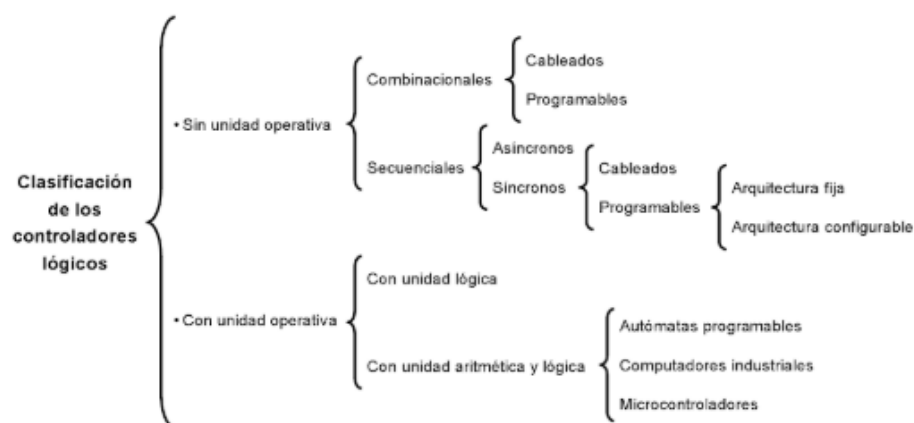 Clasificación
de los
controladores
lógicos
• Sin unidad operativa
Combinacionales
Cableados
Programables
Secuenciales
Asíncronos
Síncronos
Cableados
Programables
Arquitectura fija
Arquitectura configurable
• Con unidad operativa
Con unidad lógica
Con unidad aritmética y lógica
Autómatas programables
Computadores industriales
Microcontroladores